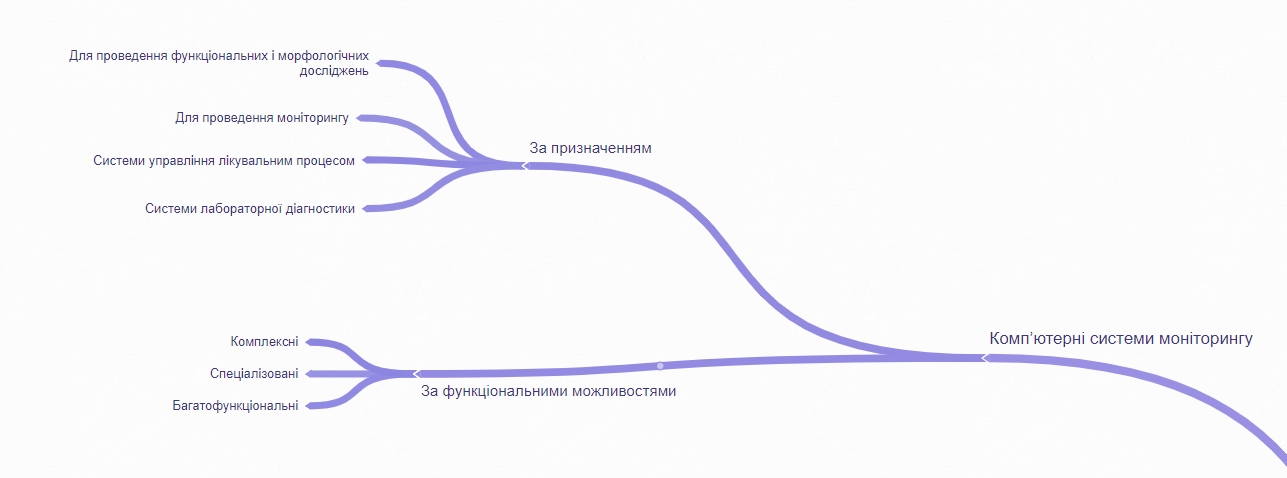 Для проведення функціональних і морфологічних
досліджень
Для проведення моніторингу
За призначенням
Системи управління лікувальним процесом
Системи лабораторної діагностики
Комплексні
Комп’ютерні системи моніторингу
Спеціалізовані
За функціональними можливостями
Багатофункціональні